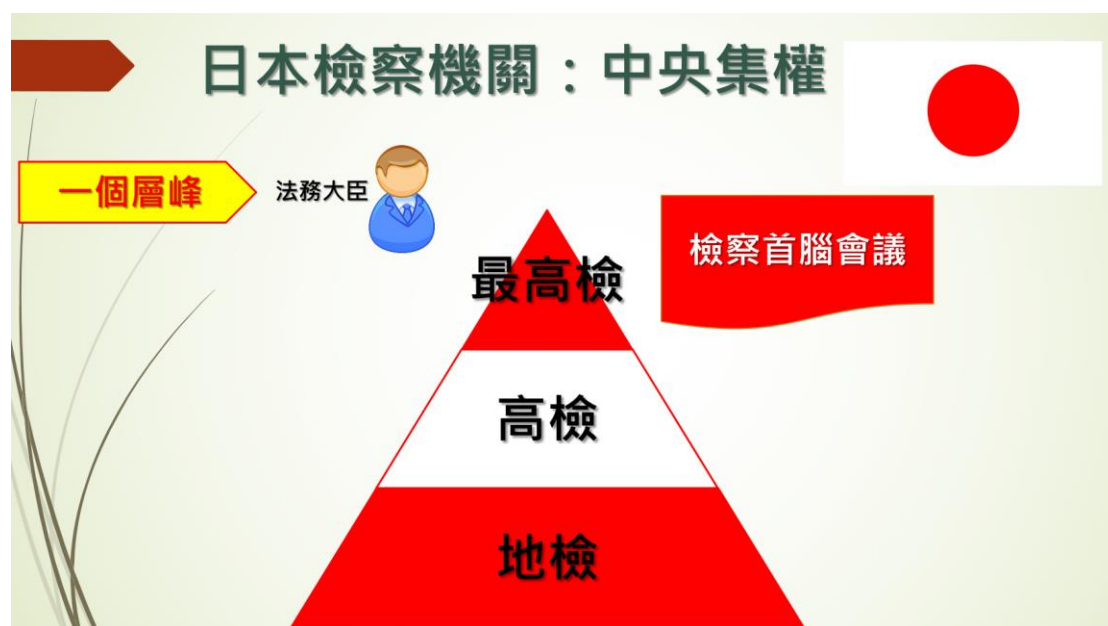 日本檢察機關：中央集權
一個層峰
法務大臣
檢察首腦會議
最高檢
高檢
地檢